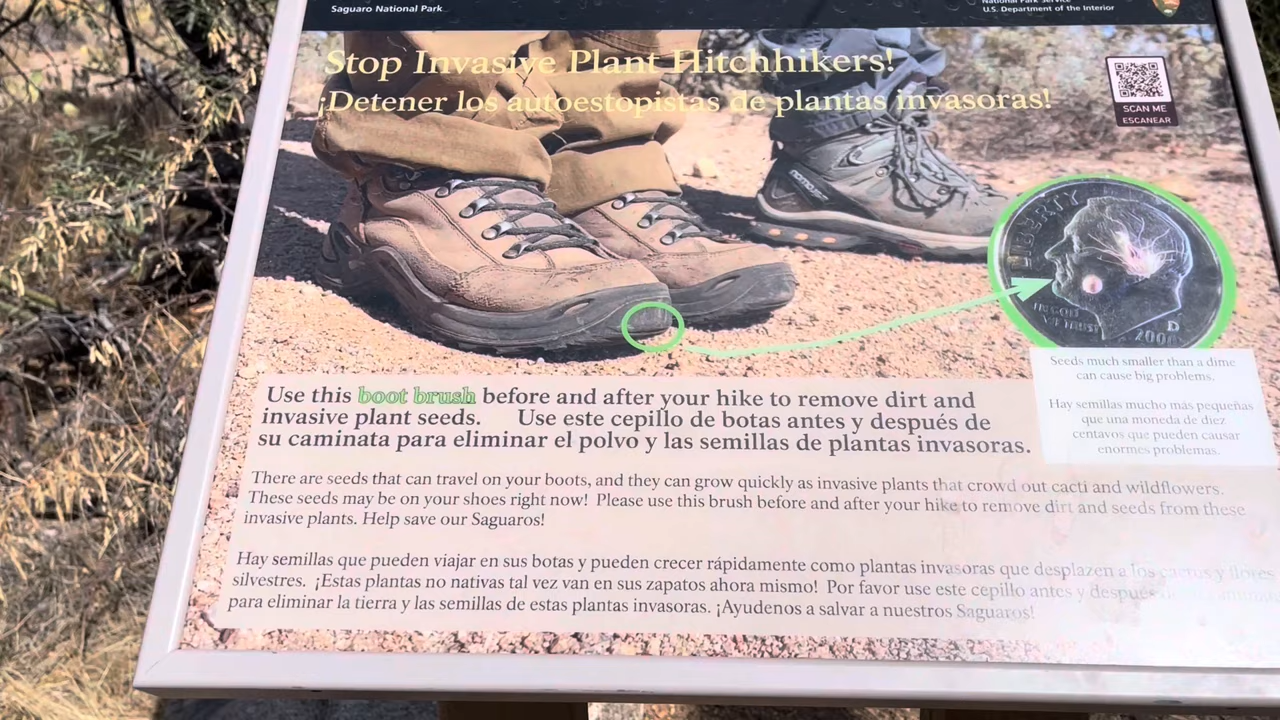 Saguaro National Park
National Park Service
U.S. Department of the Interior
Stop Invasive Plant Hitchhikers!
¡Detener los autoestopistas de plantas invasoras!
SCAN ME
ESCANEAR
LIBERTY
IN GOD
WE TRUST
D
Seeds much smaller than a dime
can cause big problems.
Hay semillas mucho más pequeñas
que una moneda de diez
centavos que pueden causar
enormes problemas.
Use this boot brush before and after your hike to remove dirt and
invasive plant seeds. Use este cepillo de botas antes y después de
su caminata para eliminar el polvo y las semillas de plantas invasoras.
There are seeds that can travel on your boots, and they can grow quickly as invasive plants that crowd out cacti and wildflowers.
These seeds may be on your shoes right now! Please use this brush before and after your hike to remove dirt and seeds from these
invasive plants. Help save our Saguaros!
Hay semillas que pueden viajar en sus botas y pueden crecer rápidamente como plantas invasoras que desplazen a los cactus y flores
silvestres. ¡Estas plantas no nativas tal vez van en sus zapatos ahora mismo! Por favor use este cepillo antes y después
para eliminar la tierra y las semillas de estas plantas invasoras. ¡Ayudenos a salvar a nuestros Saguaros!